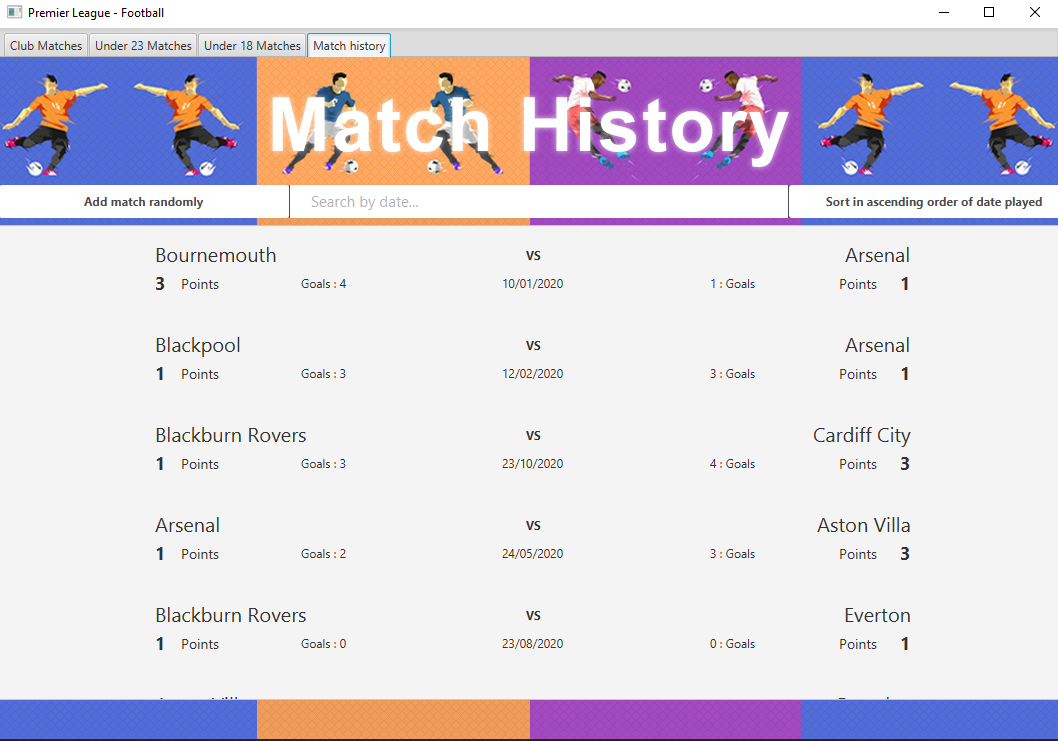 Premier League - Football
Club Matches Under 23 Matches Under 18 Matches Match history
Match History
Add match randomly Search by date... Sort in ascending order of date played
Bournemouth VS Arsenal
3 Points Goals : 4 10/01/2020 1 : Goals Points 1
Blackpool VS Arsenal
1 Points Goals : 3 12/02/2020 3 : Goals Points 1
Blackburn Rovers VS Cardiff City
1 Points Goals : 3 23/10/2020 4 : Goals Points 3
Arsenal VS Aston Villa
1 Points Goals : 2 24/05/2020 3 : Goals Points 3
Blackburn Rovers VS Everton
1 Points Goals : 0 23/08/2020 0 : Goals Points 1